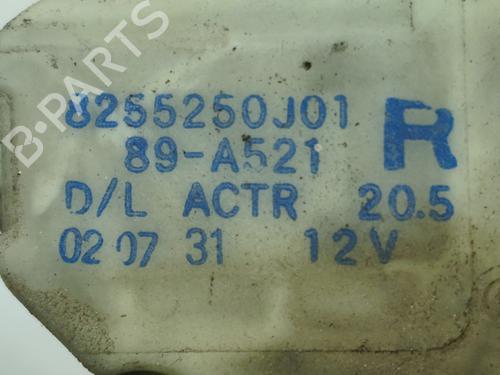 B-PARTS
8255250J01 R
89-A521
D/L ACTR 20.5
02 07 31 12V